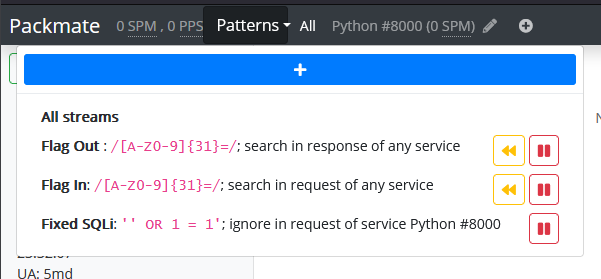 Packmate 0 SPM , 0 PPS Patterns All Python #8000 (0 SPM)
+
All streams
Flag Out : /[A-Z0-9]{31}=/; search in response of any service
Flag In: /[A-Z0-9]{31}=/; search in request of any service
Fixed SQLi: '' OR 1 = 1'; ignore in request of service Python #8000
UA: 5md